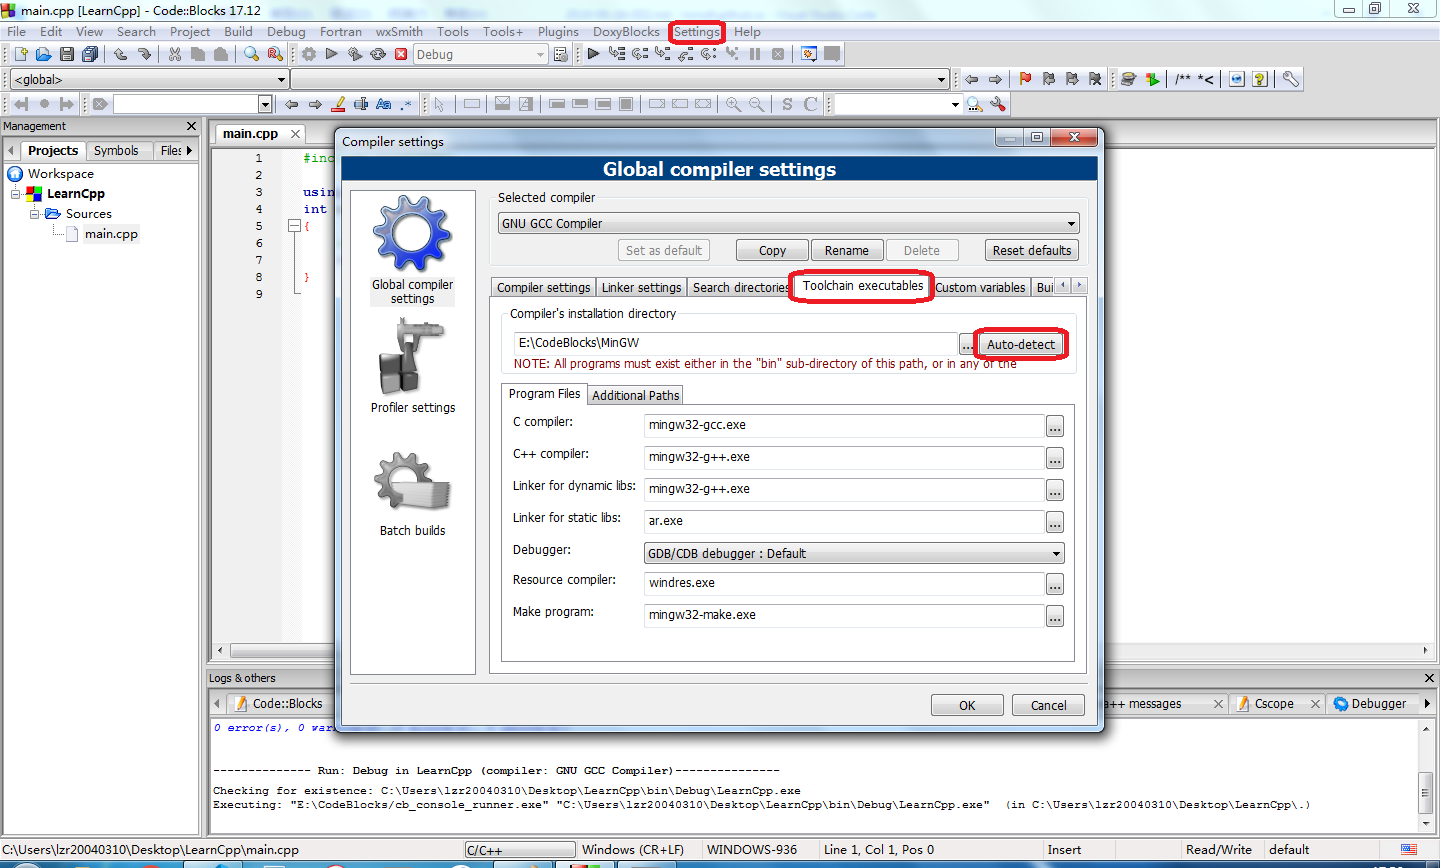 main.cpp [LearnCpp] - Code::Blocks 17.12
File Edit View Search Project Build Debug Fortran wxSmith Tools Tools+ Plugins DoxyBlocks Settings Help
Debug
<global>
/** *<
Aa .*
S C
Management
Projects Symbols Files
Workspace
LearnCpp
Sources
main.cpp
main.cpp
1 #inc
2
3 usin
4 int
5 {
6
7
8 }
9
Compiler settings
Global compiler settings
Global compiler
settings
Profiler settings
Batch builds
Selected compiler
GNU GCC Compiler
Set as default Copy Rename Delete Reset defaults
Compiler settings Linker settings Search directories Toolchain executables Custom variables Bui
Compiler's installation directory
E:\CodeBlocks\MinGW ... Auto-detect
NOTE: All programs must exist either in the "bin" sub-directory of this path, or in any of the
Program Files Additional Paths
C compiler: mingw32-gcc.exe ...
C++ compiler: mingw32-g++.exe ...
Linker for dynamic libs: mingw32-g++.exe ...
Linker for static libs: ar.exe ...
Debugger: GDB/CDB debugger : Default
Resource compiler: windres.exe ...
Make program: mingw32-make.exe ...
OK Cancel
Logs & others
Code::Blocks a++ messages Cscope Debugger
0 error(s), 0 war
-------------- Run: Debug in LearnCpp (compiler: GNU GCC Compiler)---------------
Checking for existence: C:\Users\lzr20040310\Desktop\LearnCpp\bin\Debug\LearnCpp.exe
Executing: "E:\CodeBlocks/cb_console_runner.exe" "C:\Users\lzr20040310\Desktop\LearnCpp\bin\Debug\LearnCpp.exe" (in C:\Users\lzr20040310\Desktop\LearnCpp\.)
C:\Users\lzr20040310\Desktop\LearnCpp\main.cpp C/C++ Windows (CR+LF) WINDOWS-936 Line 1, Col 1, Pos 0 Insert Read/Write default